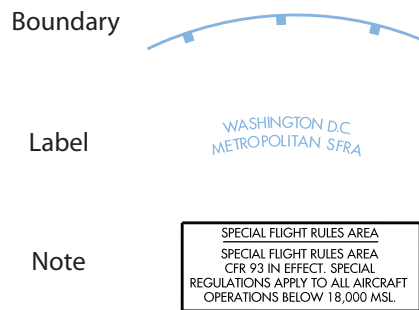 Boundary
WASHINGTON D.C.
METROPOLITAN SFRA
Label
SPECIAL FLIGHT RULES AREA
SPECIAL FLIGHT RULES AREA
CFR 93 IN EFFECT. SPECIAL
REGULATIONS APPLY TO ALL AIRCRAFT
OPERATIONS BELOW 18,000 MSL.
Note